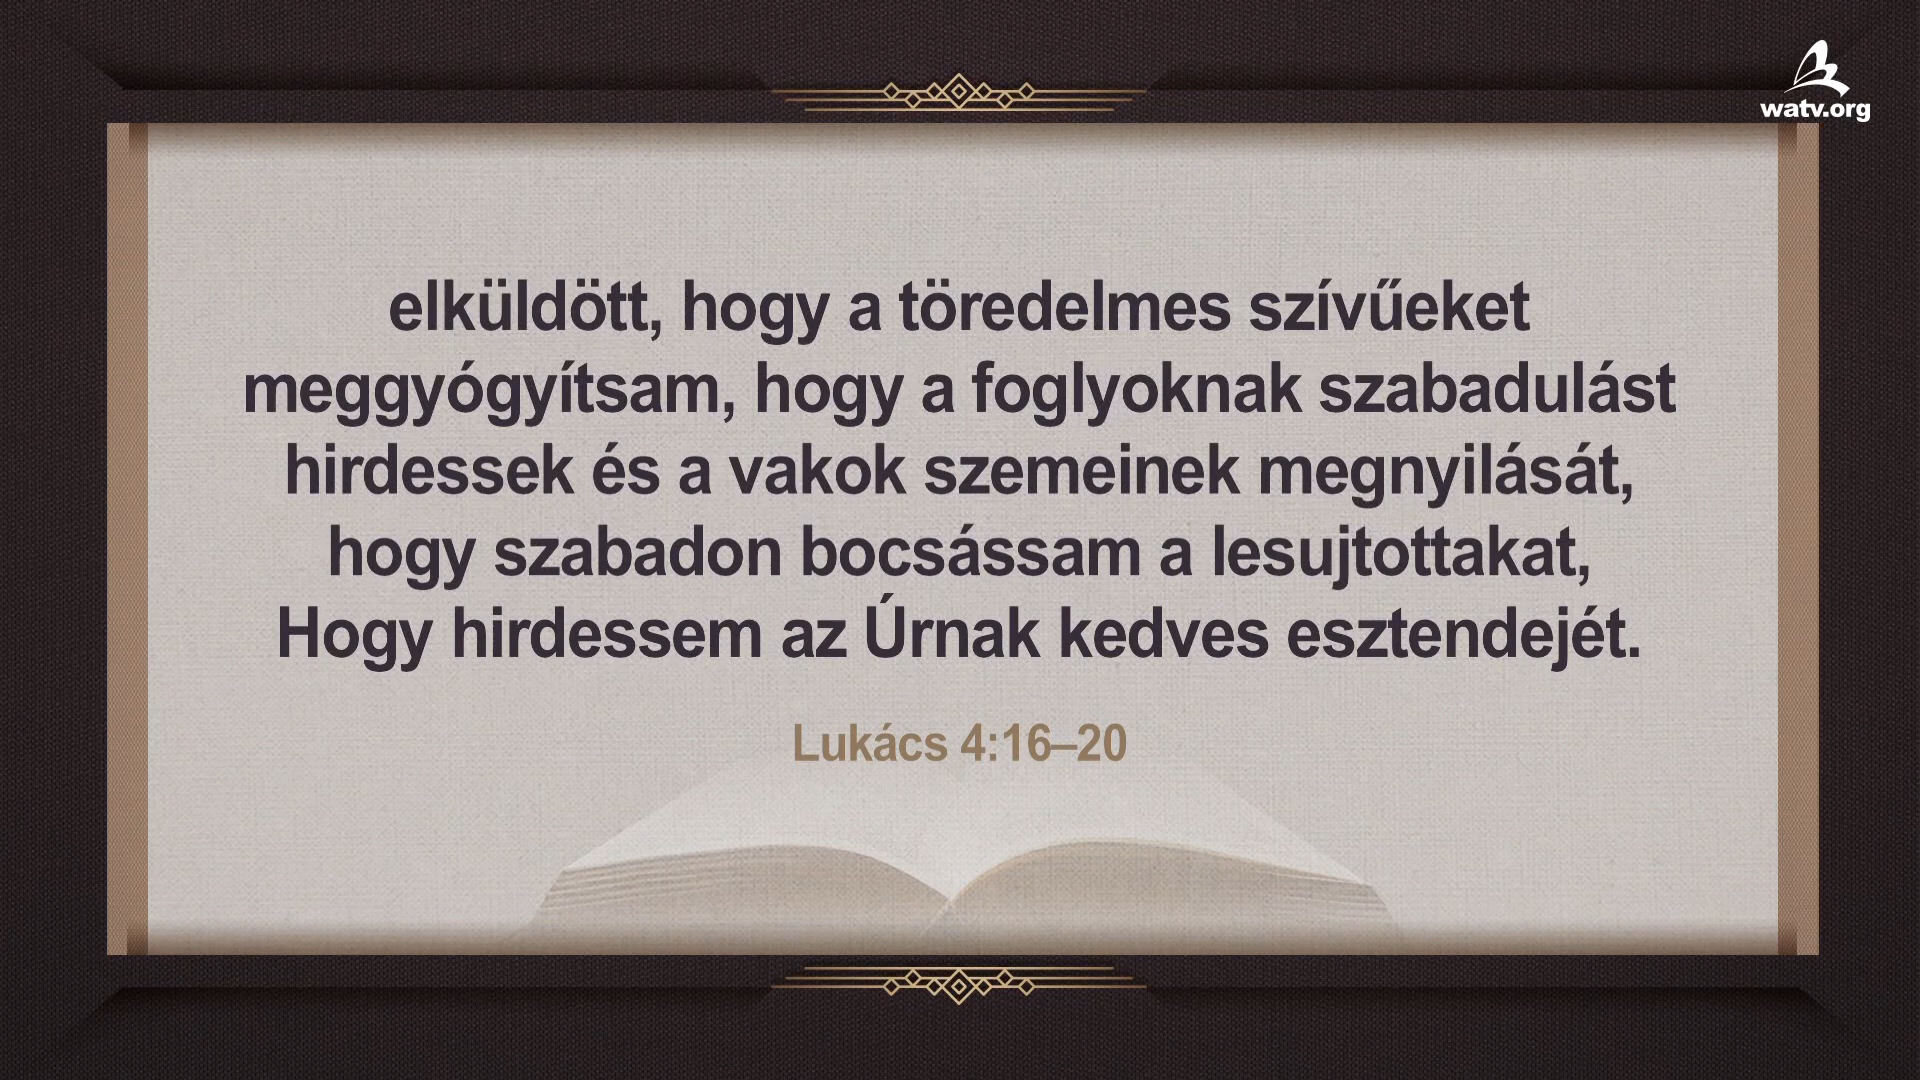 watv.org
elküldött, hogy a töredelmes szívűeket
meggyógyítsam, hogy a foglyoknak szabadulást
hirdessek és a vakok szemeinek megnyilását,
hogy szabadon bocsássam a lesujtottakat,
Hogy hirdessem az Úrnak kedves esztendejét.
Lukács 4:16–20